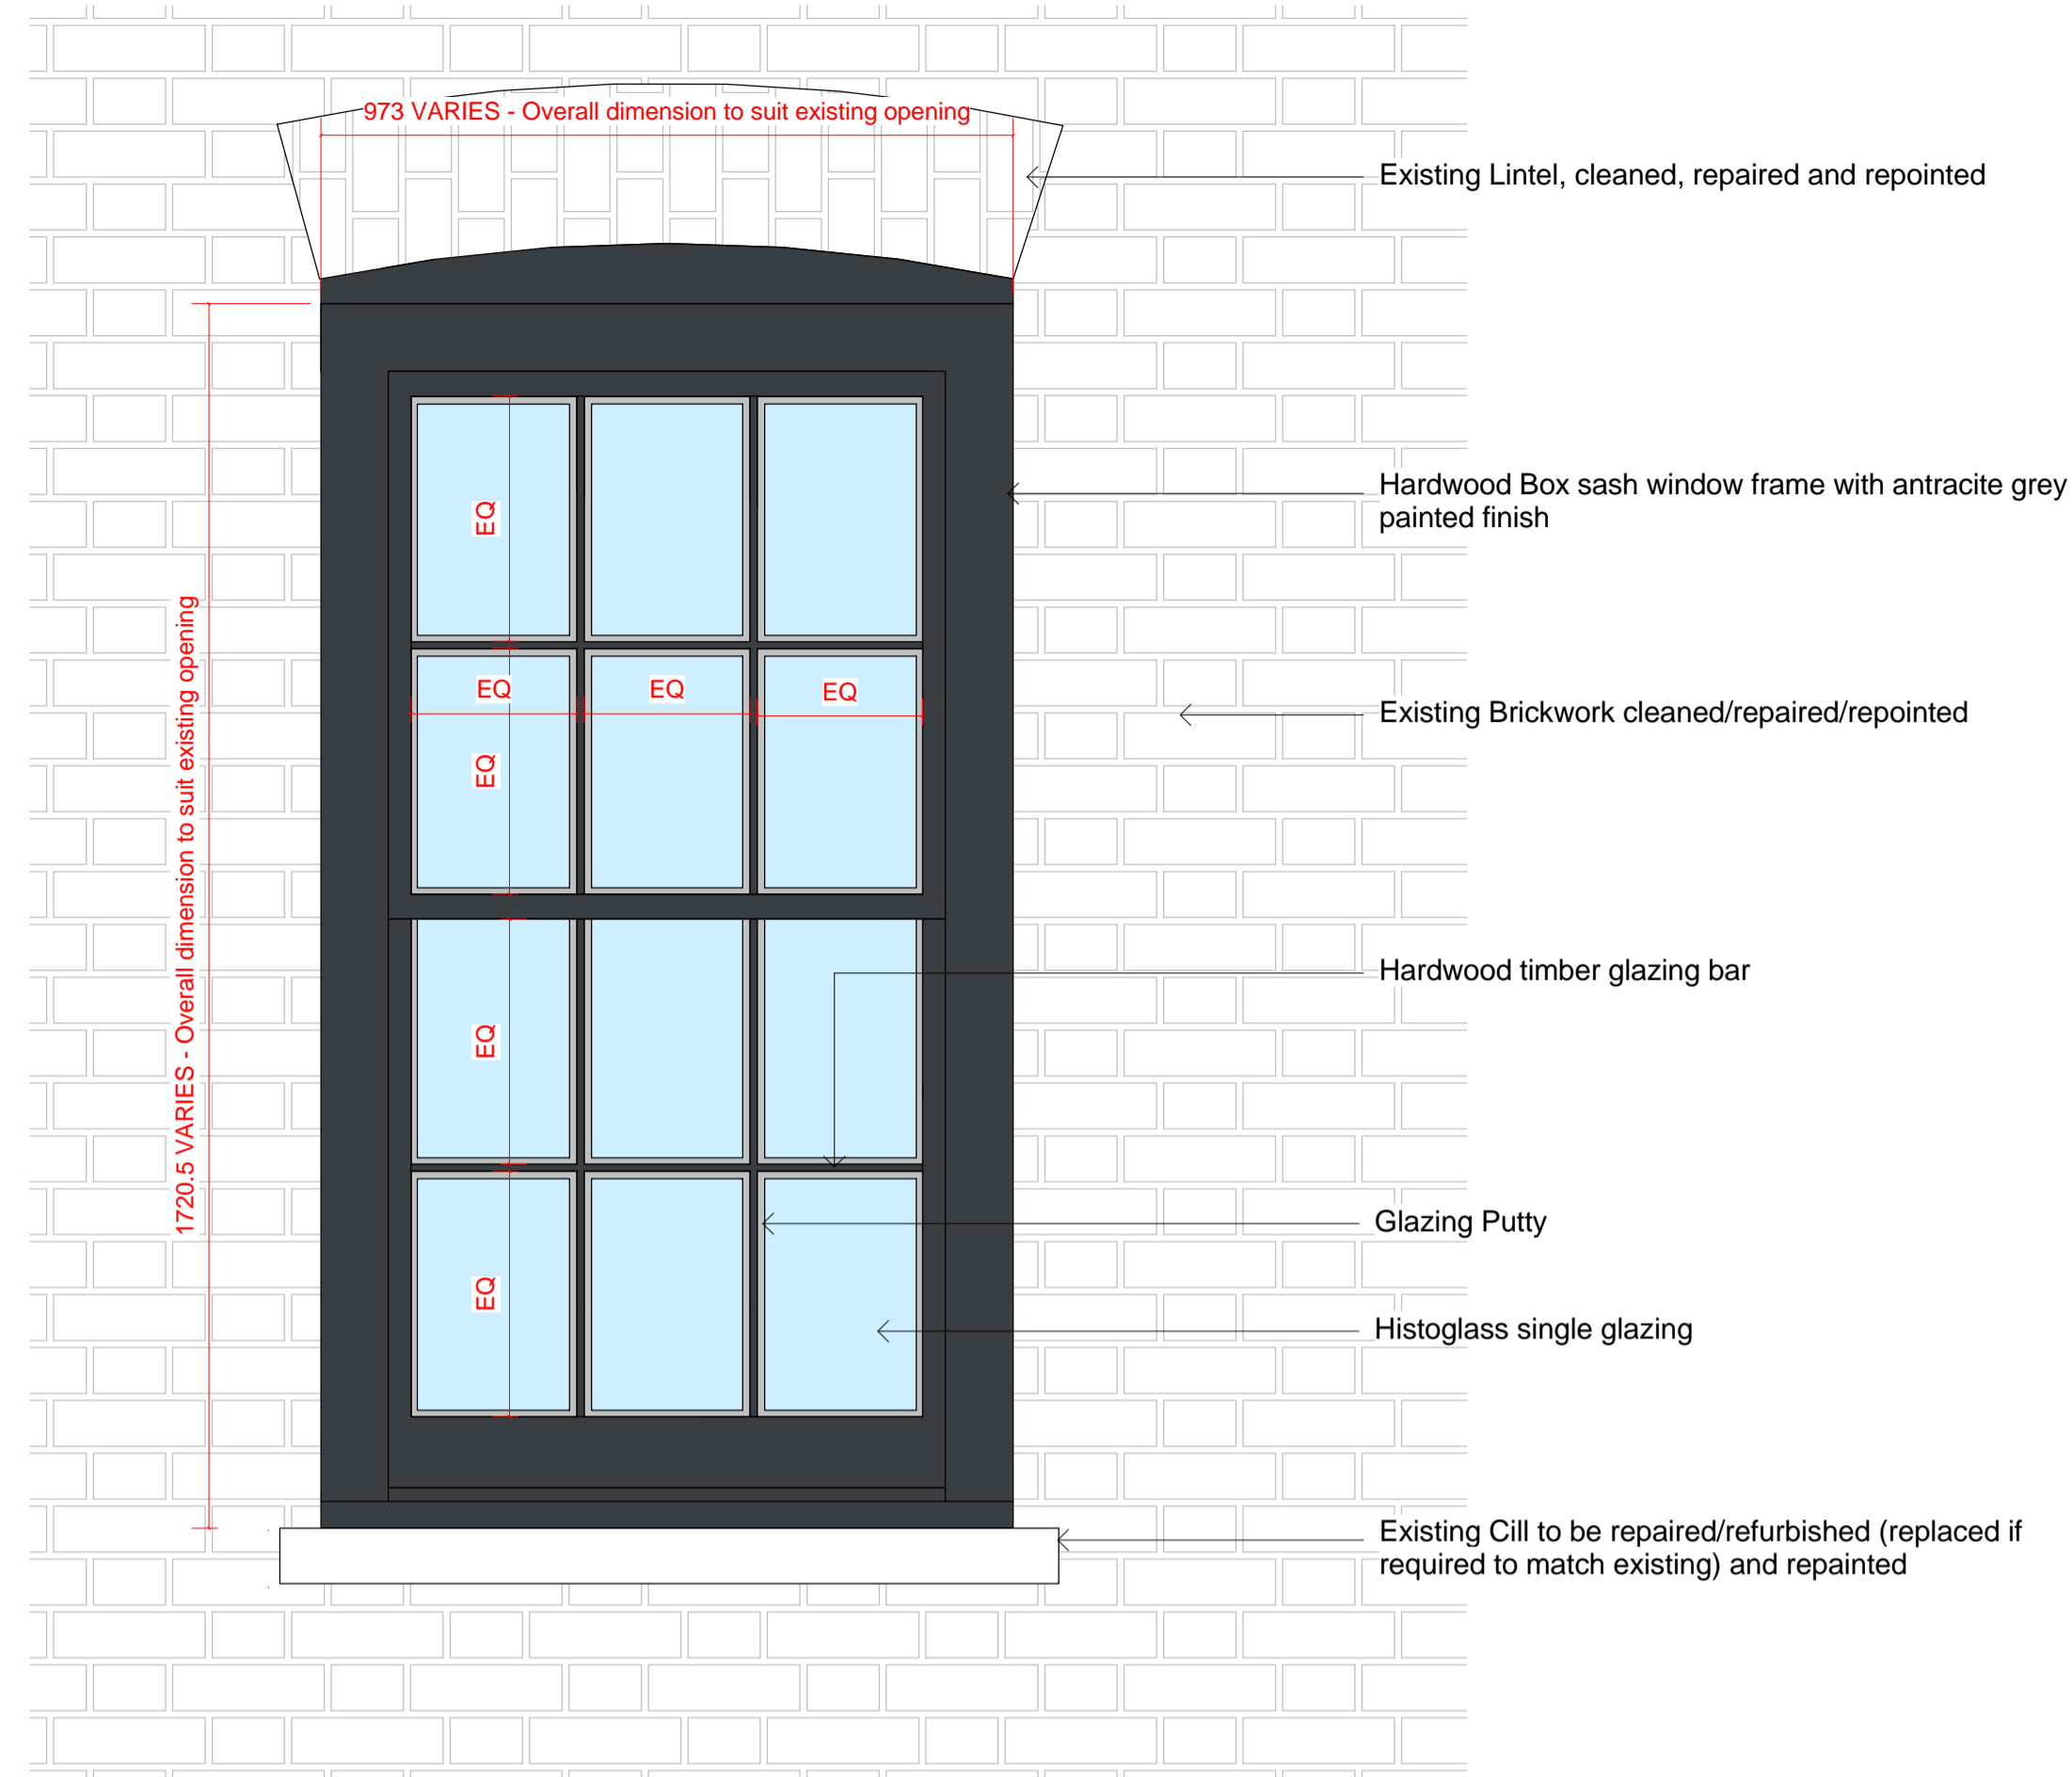 973 VARIES - Overall dimension to suit existing opening
Existing Lintel, cleaned, repaired and repointed
Hardwood Box sash window frame with antracite grey
painted finish
EQ
EQ
EQ
EQ
Existing Brickwork cleaned/repaired/repointed
EQ
1720.5 VARIES - Overall dimension to suit existing opening
Hardwood timber glazing bar
EQ
Glazing Putty
EQ
Histoglass single glazing
Existing Cill to be repaired/refurbished (replaced if
required to match existing) and repainted